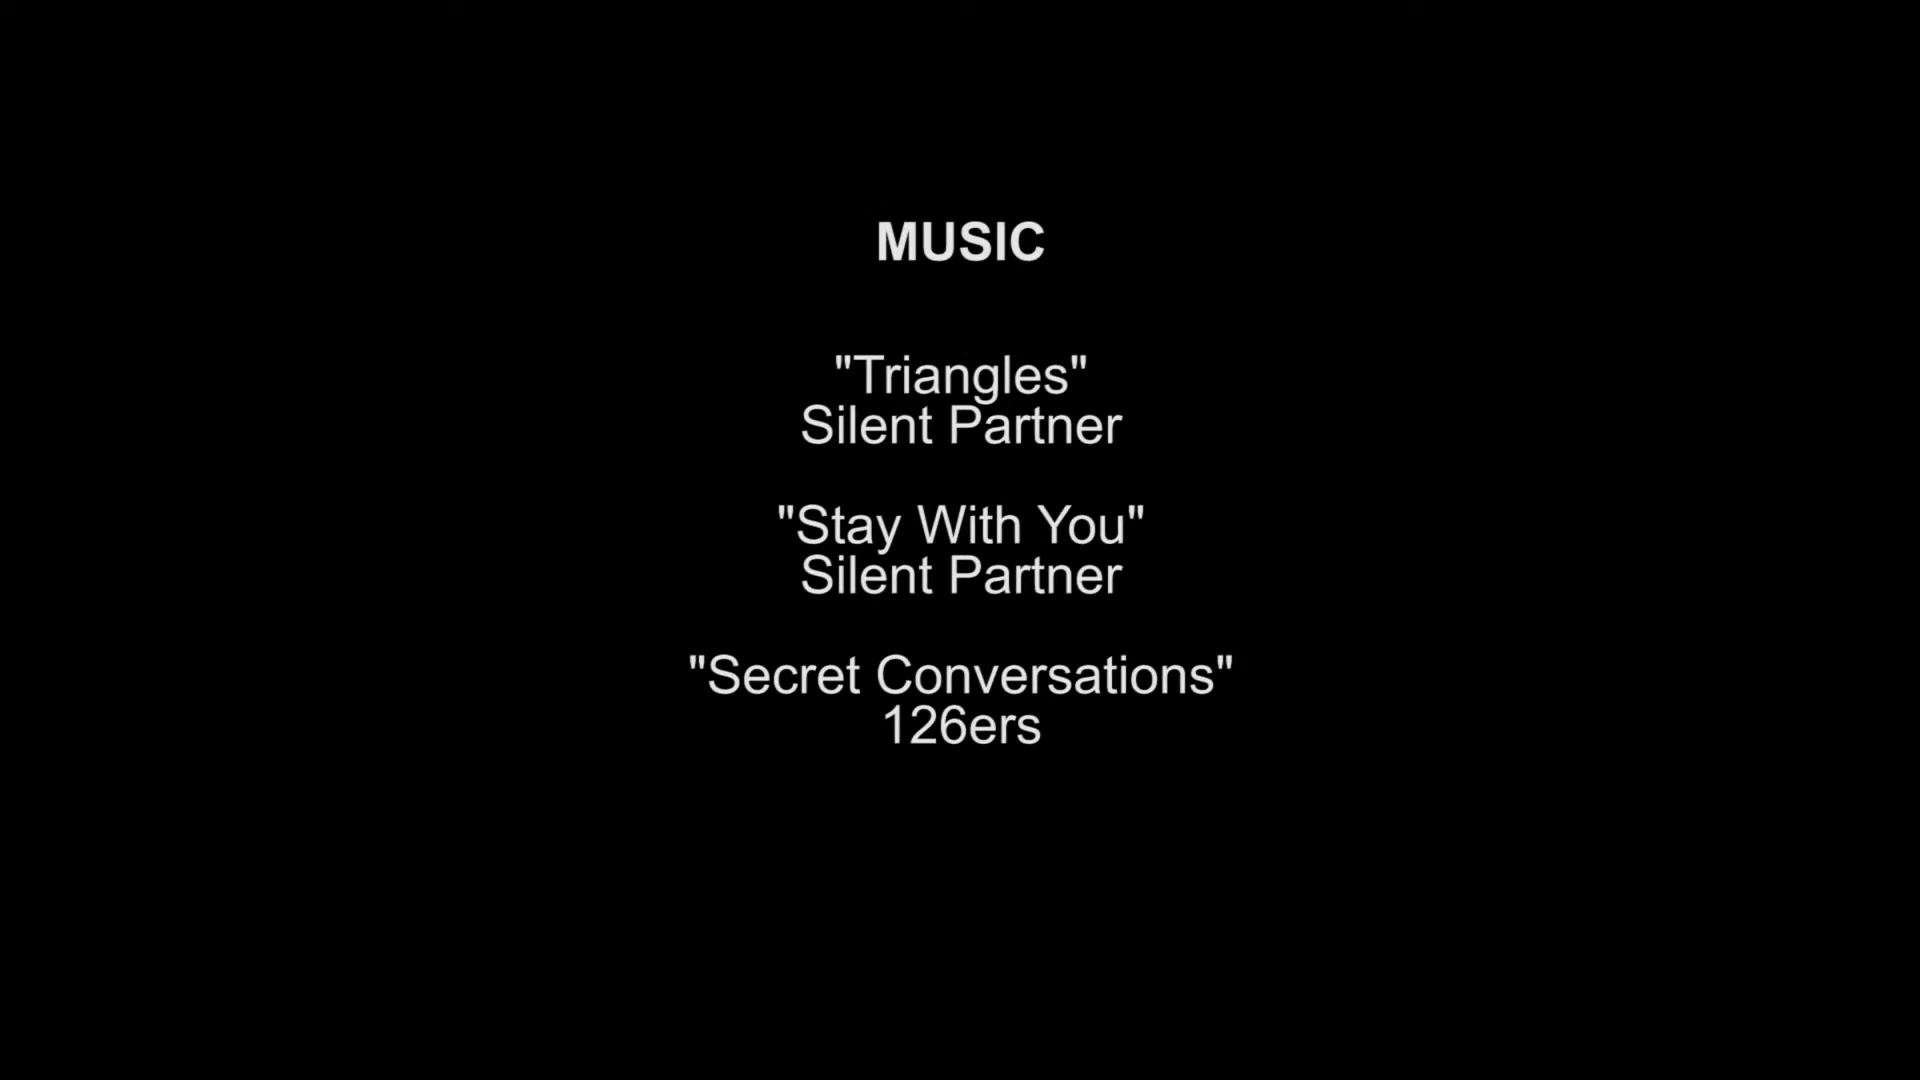 MUSIC
"Triangles"
Silent Partner
"Stay With You"
Silent Partner
"Secret Conversations"
126ers